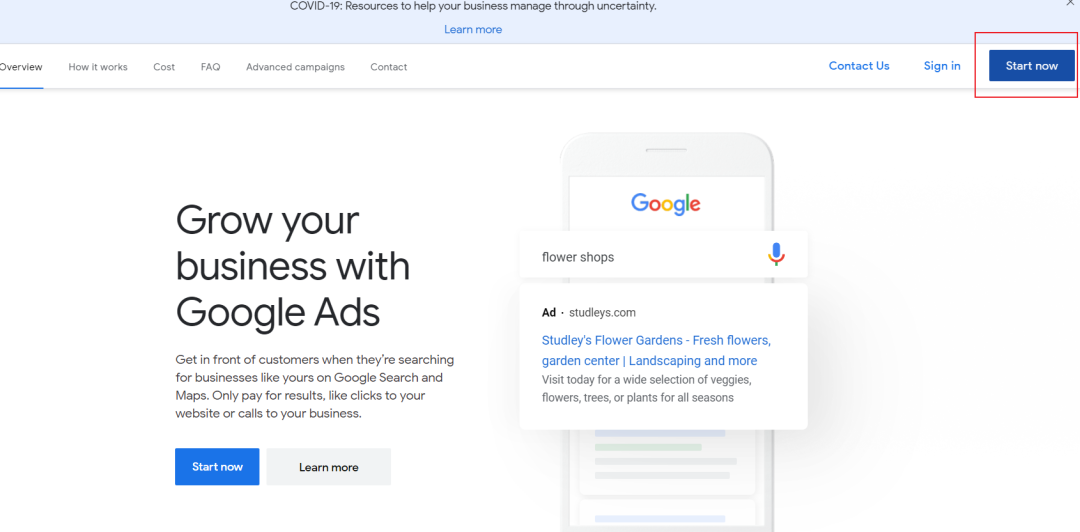 COVID-19: Resources to help your business manage through uncertainty.
Learn more
Overview
How it works
Cost
FAQ
Advanced campaigns
Contact
Contact Us
Sign in
Start now
Grow your
business with
Google Ads
Get in front of customers when they're searching
for businesses like yours on Google Search and
Maps. Only pay for results, like clicks to your
website or calls to your business.
Start now
Learn more
Google
flower shops
Ad · studleys.com
Studley's Flower Gardens - Fresh flowers,
garden center | Landscaping and more
Visit today for a wide selection of veggies,
flowers, trees, or plants for all seasons